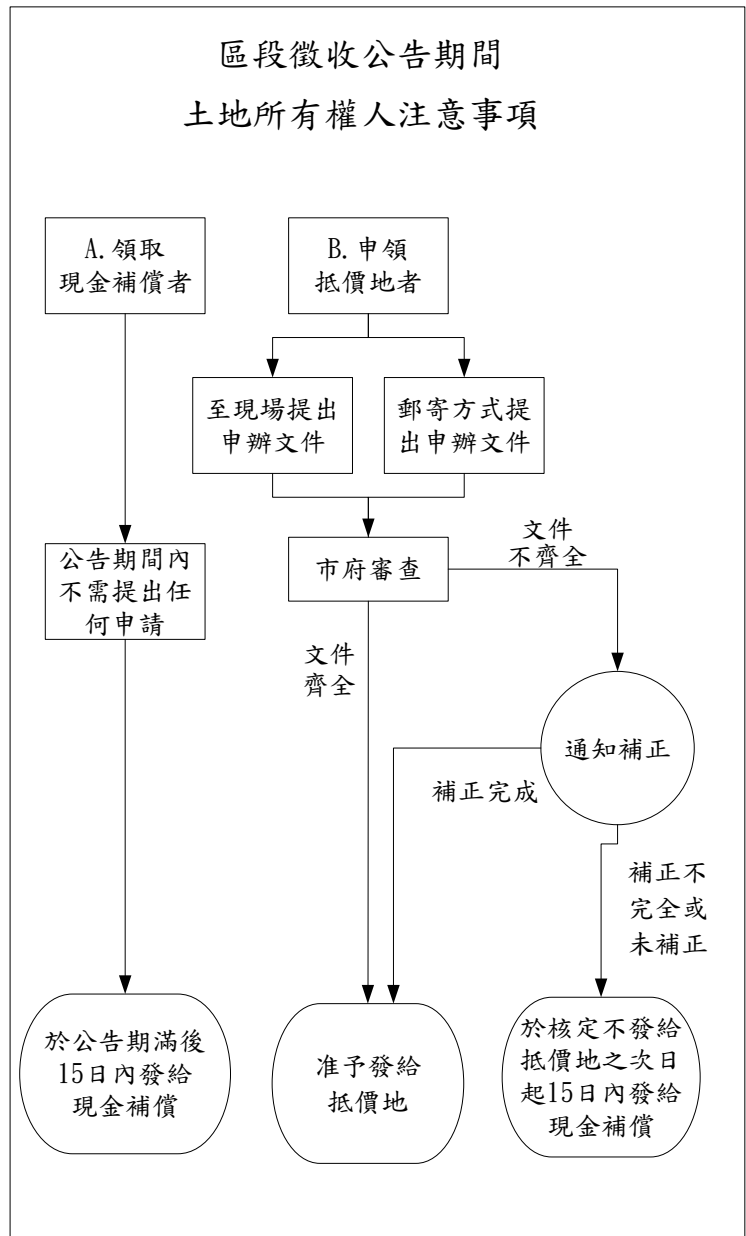 區段徵收公告期間
土地所有權人注意事項
A.領取
現金補償者
B.申領
抵價地者
至現場提出
申辦文件
郵寄方式提
出申辦文件
公告期間內
不需提出任
何申請
市府審查
文件
不齊全
文件
齊全
通知補正
補正完成
補正不
完全或
未補正
於公告期滿後
15日內發給
現金補償
准予發給
抵價地
於核定不發給
抵價地之次日
起15日內發給
現金補償